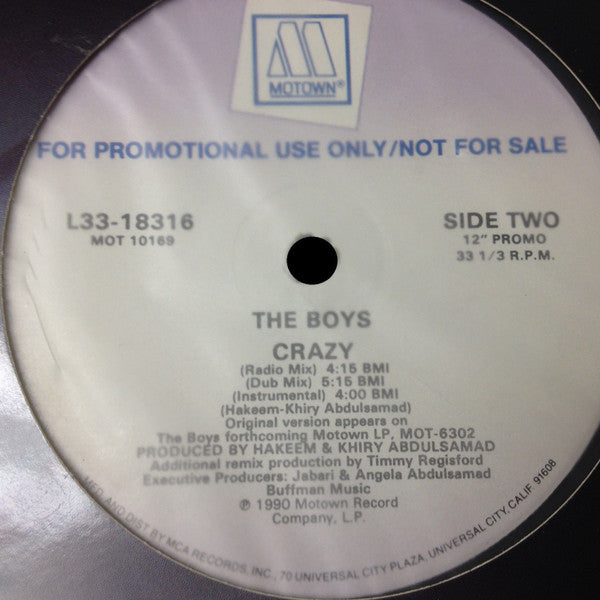 MOTOWN®
FOR PROMOTIONAL USE ONLY/NOT FOR SALE
L33-18316
MOT 10169
SIDE TWO
12" PROMO
33 1/3 R.P.M.
THE BOYS
CRAZY
(Radio Mix) 4:15 BMI
(Dub Mix) 5:15 BMI
(Instrumental) 4:00 BMI
(Hakeem-Khiry Abdulsamad)
Original version appears on
The Boys forthcoming Motown LP, MOT-6302
PRODUCED BY HAKEEM & KHIRY ABDULSAMAD
Additional remix production by Timmy Regisford
Executive Producers: Jabari & Angela Abdulsamad
Buffman Music
℗ 1990 Motown Record
Company, L.P.
MFD AND DIST BY MCA RECORDS, INC., 70 UNIVERSAL CITY PLAZA, UNIVERSAL CITY, CALIF. 91608